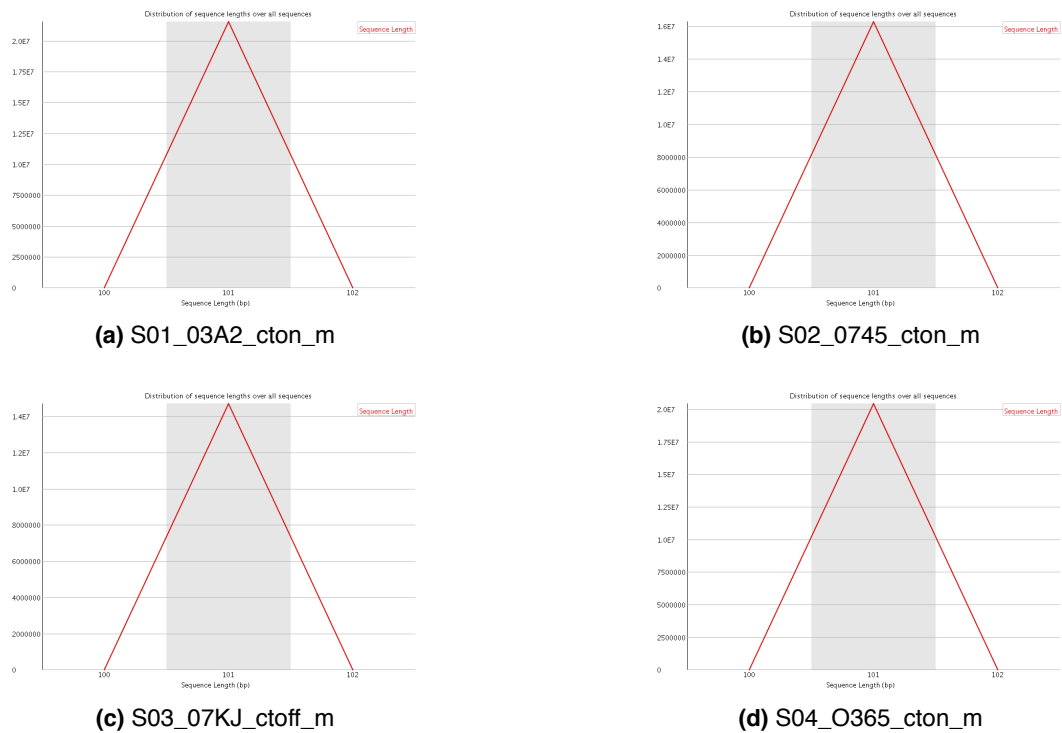 Distribution of sequence lengths over all sequences
Sequence Length
2.0E7
1.75E7
1.5E7
1.25E7
1.0E7
7500000
5000000
2500000
0
100
101
102
Sequence Length (bp)
(a) S01_03A2_cton_m
Distribution of sequence lengths over all sequences
Sequence Length
1.6E7
1.4E7
1.2E7
1.0E7
8000000
6000000
4000000
2000000
0
100
101
102
Sequence Length (bp)
(b) S02_0745_cton_m
Distribution of sequence lengths over all sequences
Sequence Length
1.4E7
1.2E7
1.0E7
8000000
6000000
4000000
2000000
0
100
101
102
Sequence Length (bp)
(c) S03_07KJ_ctoff_m
Distribution of sequence lengths over all sequences
Sequence Length
2.0E7
1.75E7
1.5E7
1.25E7
1.0E7
7500000
5000000
2500000
0
100
101
102
Sequence Length (bp)
(d) S04_O365_cton_m